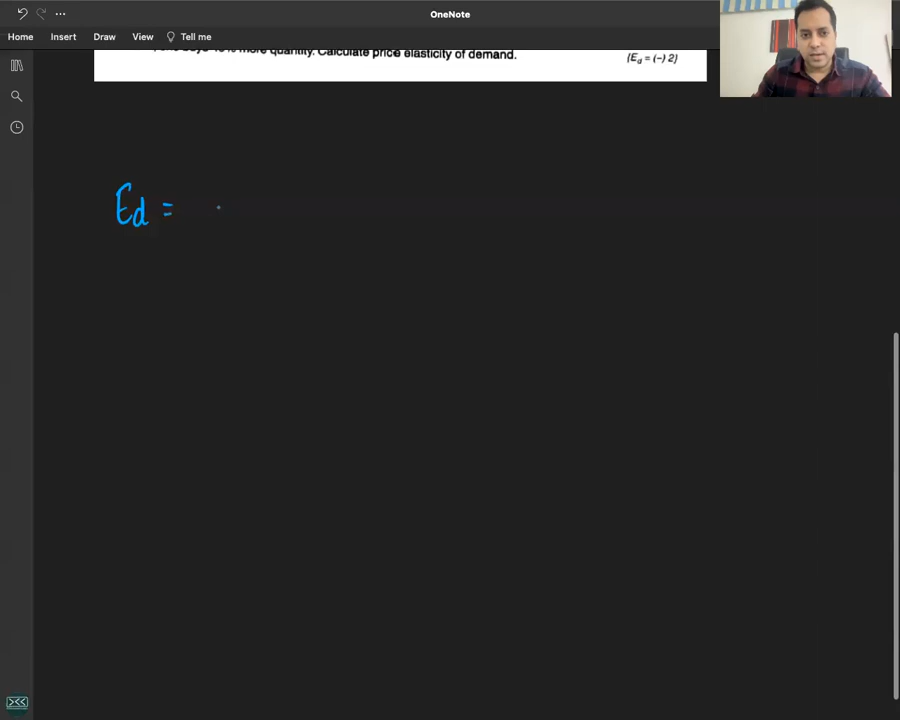 OneNote
Home Insert Draw View Tell me
more quantity. Calculate price elasticity of demand.
{Ed = (–) 2}
Ed =